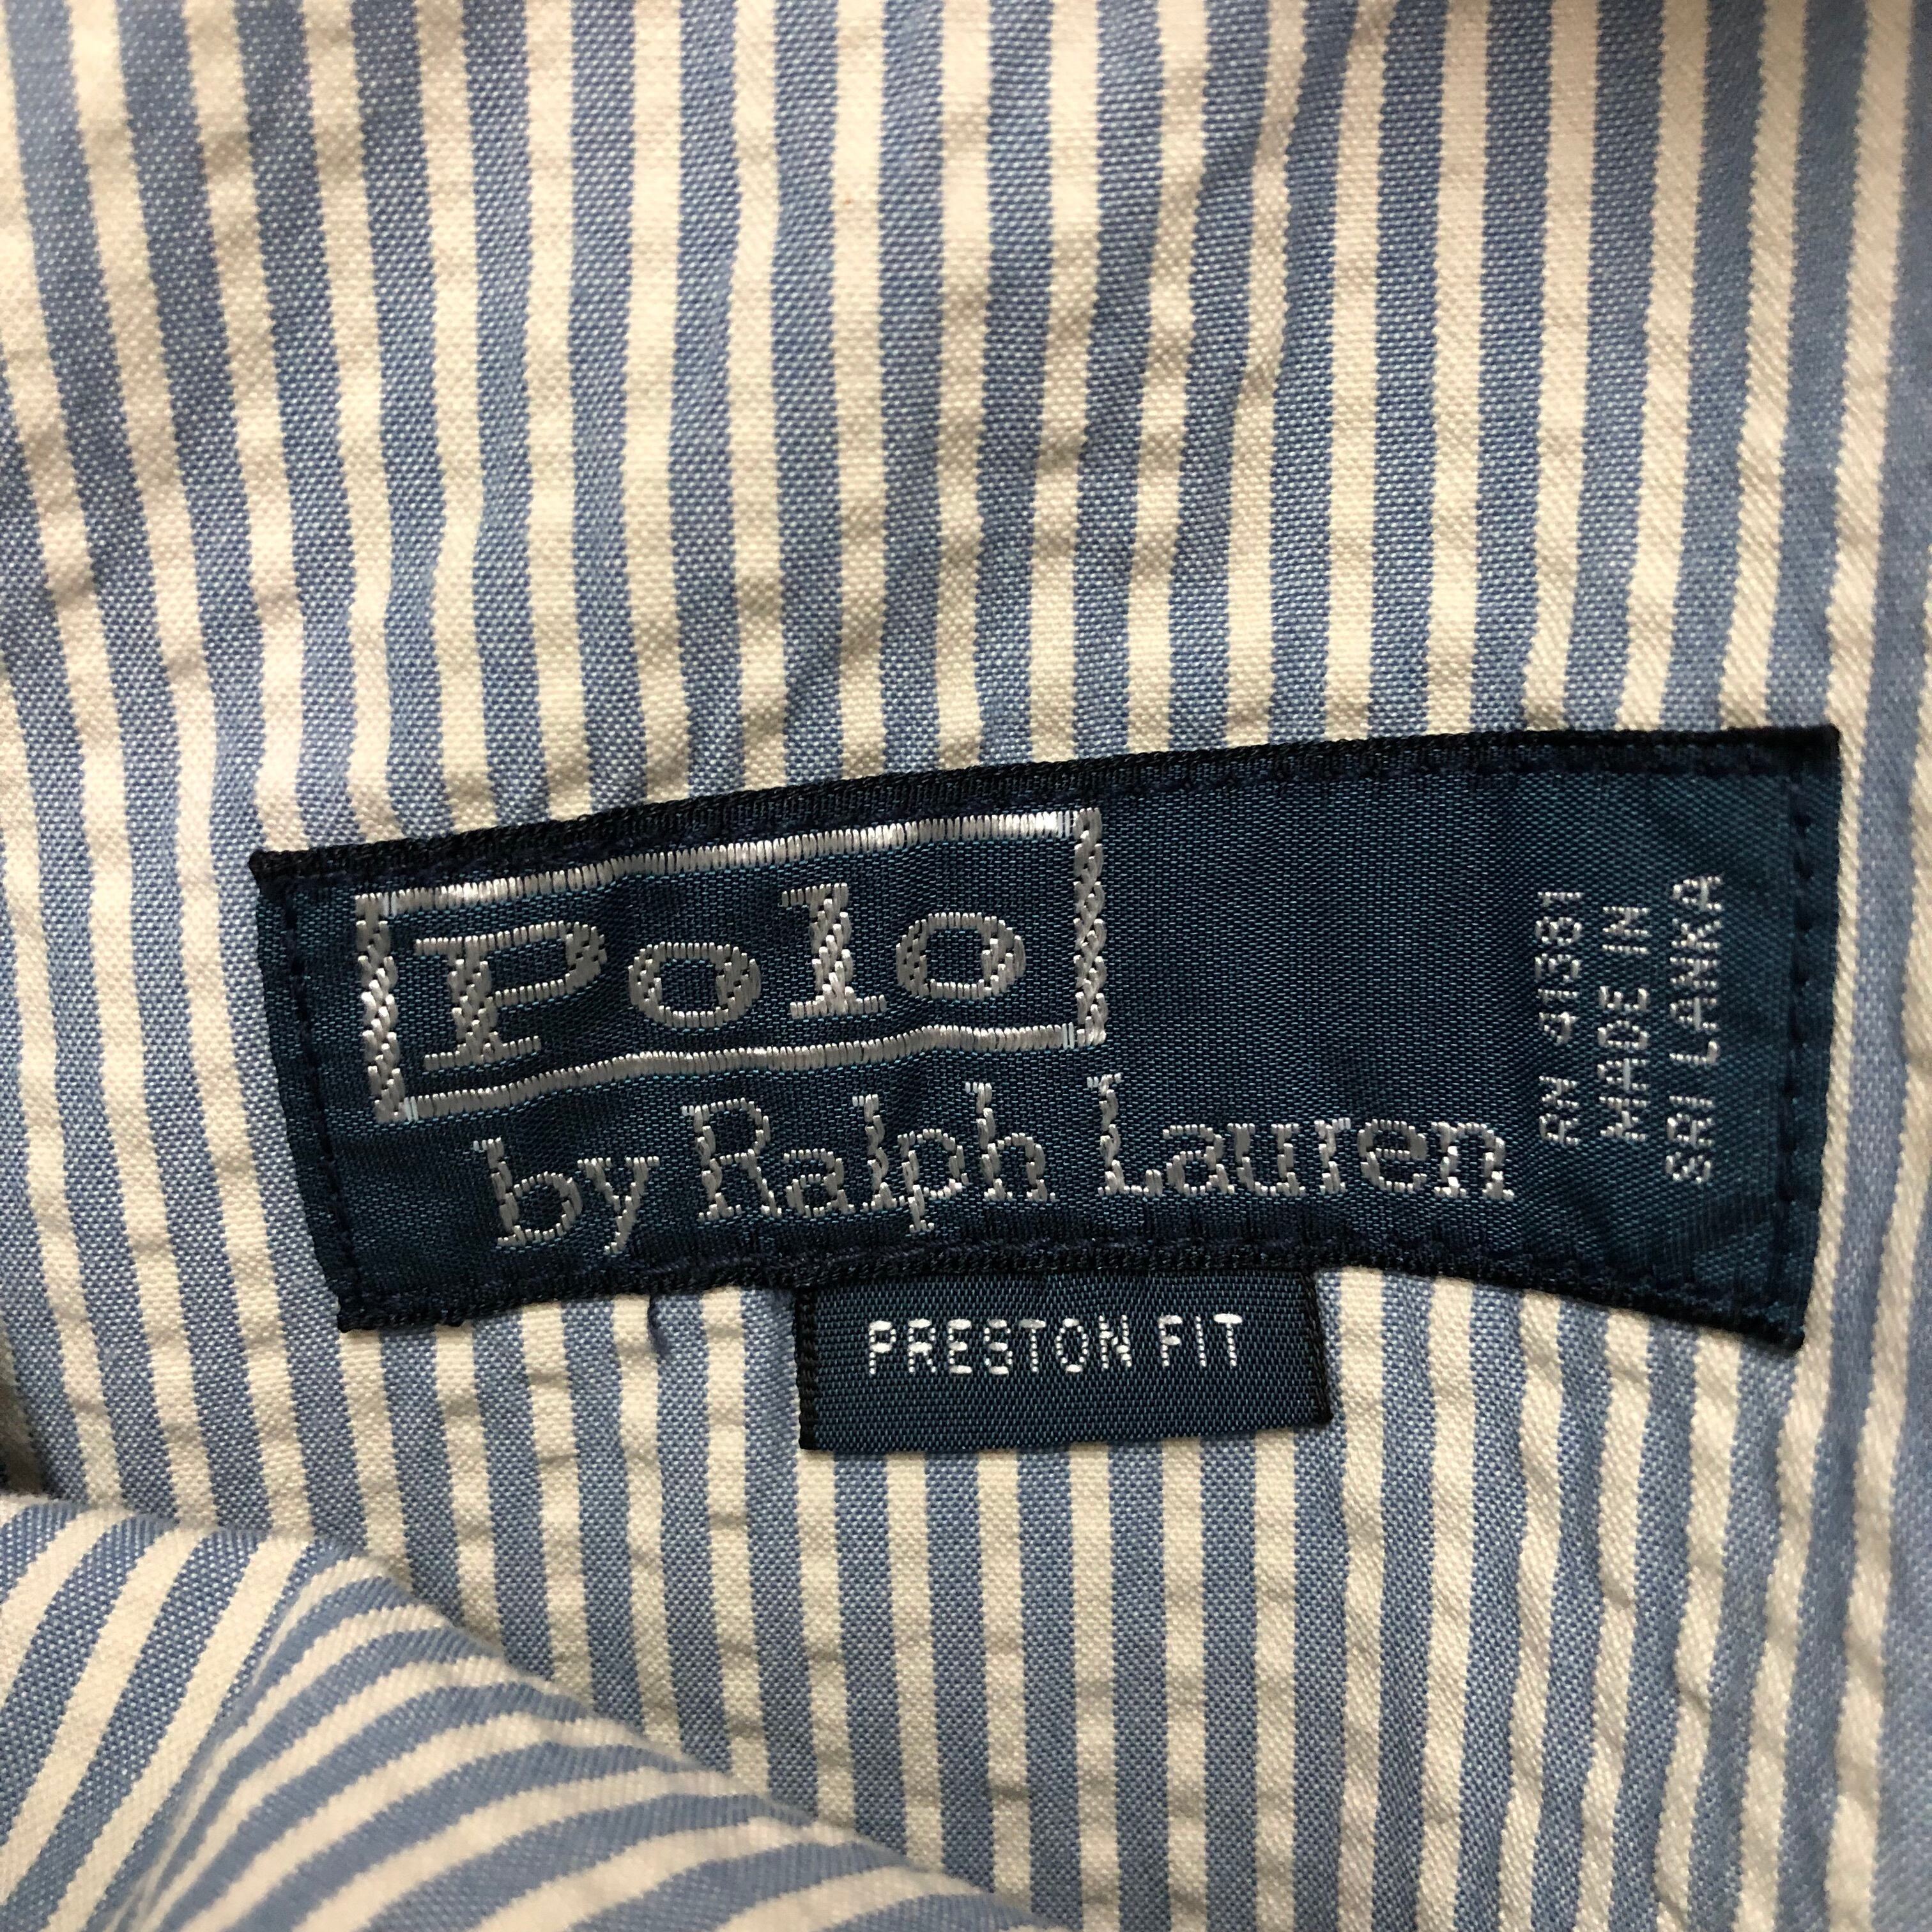 Polo
by Ralph Lauren
RN 41381
MADE IN
SRI LANKA
PRESTON FIT